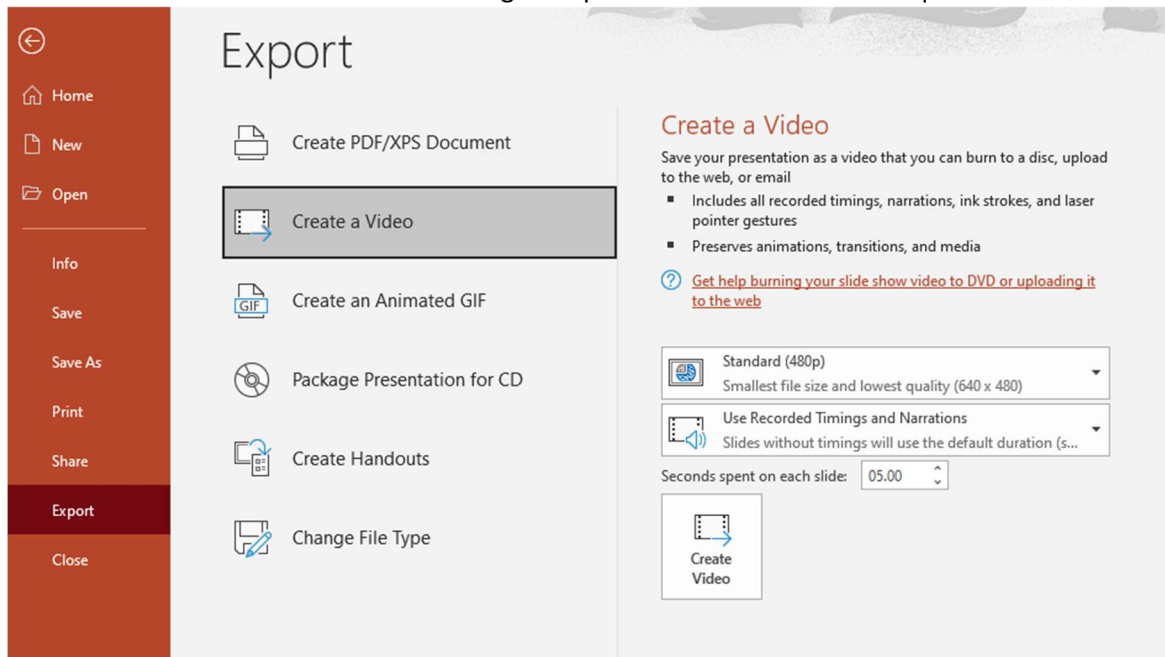 Export
Home
New
Open
Info
Save
Save As
Print
Share
Export
Close
Create PDF/XPS Document
Create a Video
Create an Animated GIF
GIF
Package Presentation for CD
Create Handouts
Change File Type
Create a Video
Save your presentation as a video that you can burn to a disc, upload
to the web, or email
Includes all recorded timings, narrations, ink strokes, and laser
pointer gestures
Preserves animations, transitions, and media
Get help burning your slide show video to DVD or uploading it
to the web
Standard (480p)
Smallest file size and lowest quality (640 x 480)
Use Recorded Timings and Narrations
Slides without timings will use the default duration (s...
Seconds spent on each slide: 05.00
Create
Video